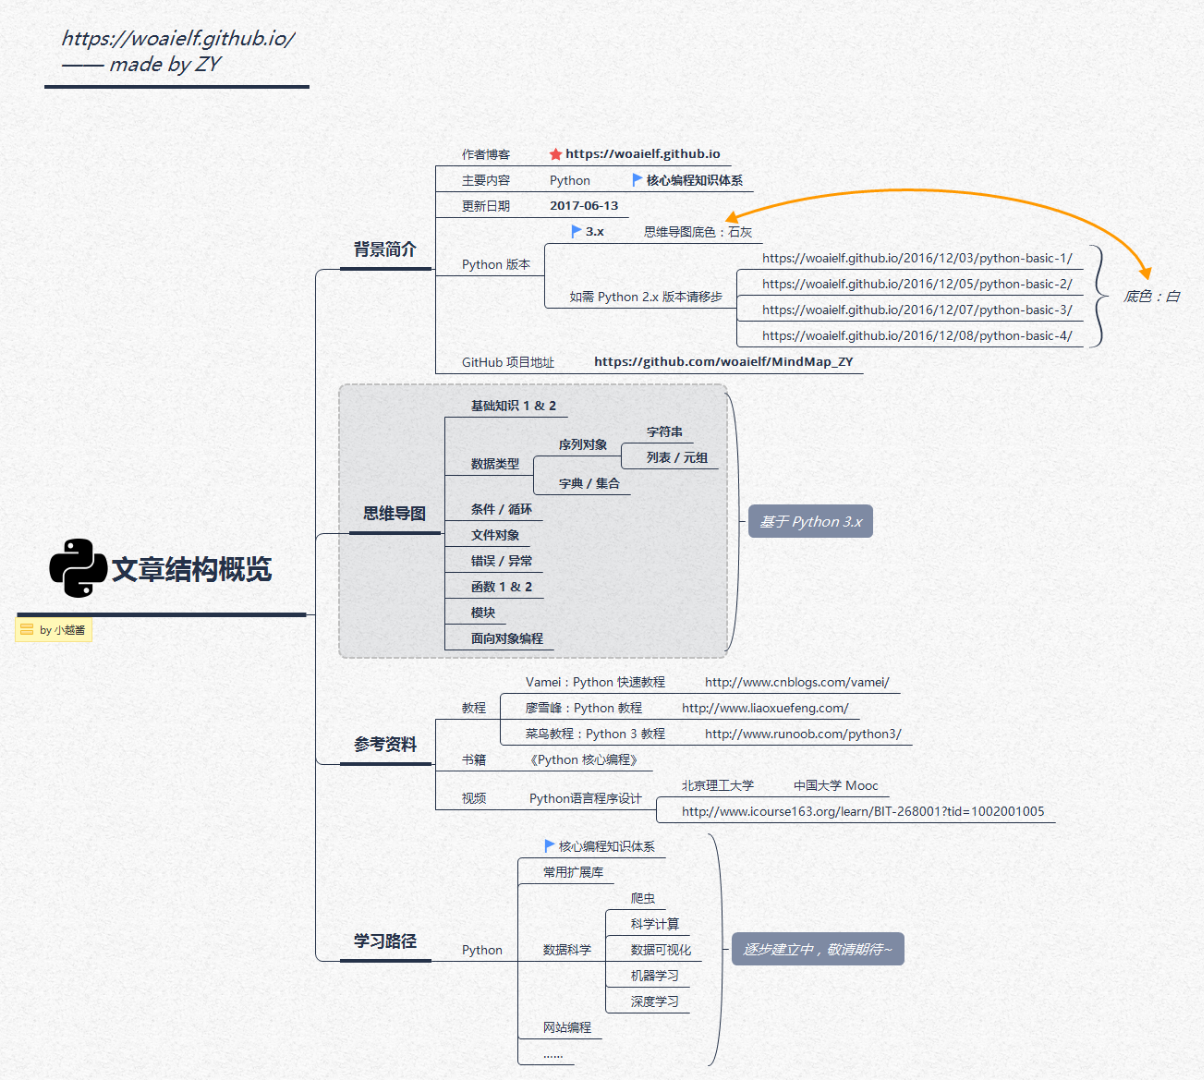 https://woaielf.github.io/
—— made by ZY
作者博客 https://woaielf.github.io
主要内容 Python 核心编程知识体系
更新日期 2017-06-13
背景简介
Python 版本
3.x 思维导图底色：石灰
如需 Python 2.x 版本请移步
https://woaielf.github.io/2016/12/03/python-basic-1/
https://woaielf.github.io/2016/12/05/python-basic-2/
https://woaielf.github.io/2016/12/07/python-basic-3/
https://woaielf.github.io/2016/12/08/python-basic-4/
底色：白
GitHub 项目地址 https://github.com/woaielf/MindMap_ZY
思维导图
基础知识 1 & 2
数据类型
序列对象
字符串
列表 / 元组
字典 / 集合
条件 / 循环
文件对象
错误 / 异常
函数 1 & 2
模块
面向对象编程
基于 Python 3.x
文章结构概览
by 小越酱
参考资料
教程
Vamei：Python 快速教程 http://www.cnblogs.com/vamei/
廖雪峰：Python 教程 http://www.liaoxuefeng.com/
菜鸟教程：Python 3 教程 http://www.runoob.com/python3/
书籍 《Python 核心编程》
视频 Python语言程序设计
北京理工大学 中国大学 Mooc
http://www.icourse163.org/learn/BIT-268001?tid=1002001005
学习路径
Python
核心编程知识体系
常用扩展库
数据科学
爬虫
科学计算
数据可视化
机器学习
深度学习
网站编程
......
逐步建立中，敬请期待~